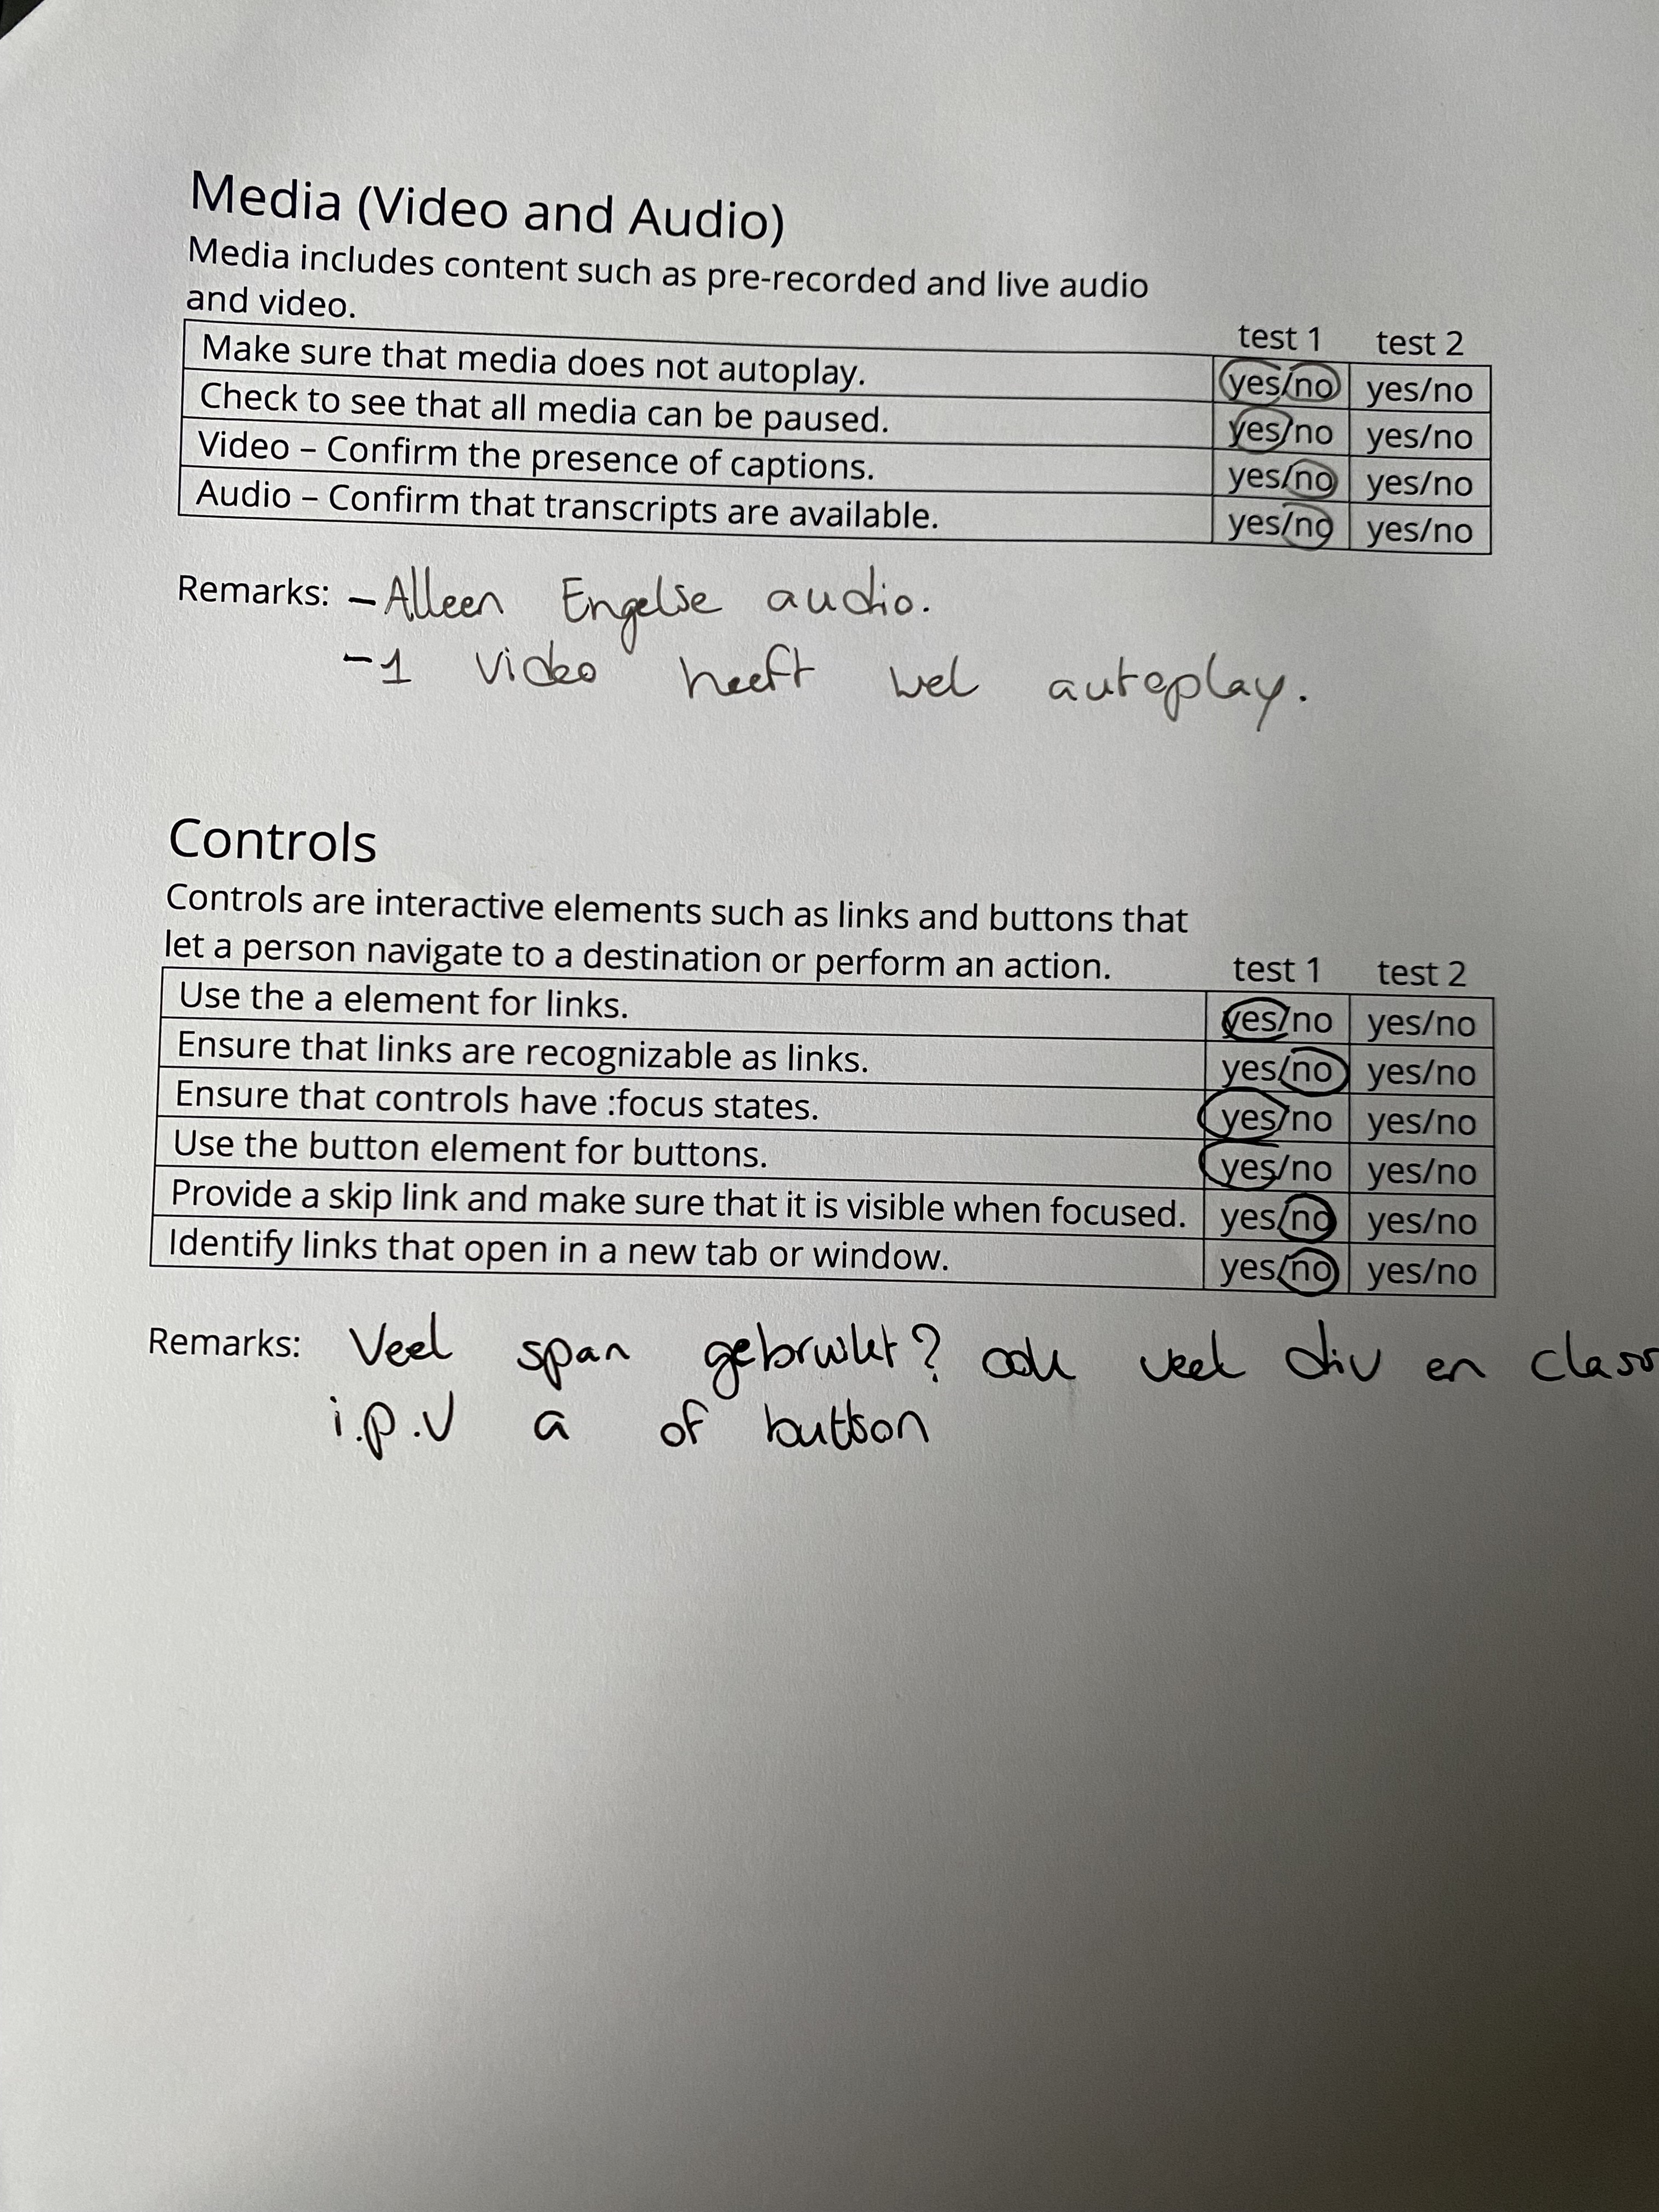 Media (Video and Audio)
Media includes content such as pre-recorded and live audio
and video.
test 1 test 2
Make sure that media does not autoplay. yes/no yes/no
Check to see that all media can be paused. yes/no yes/no
Video – Confirm the presence of captions. yes/no yes/no
Audio – Confirm that transcripts are available. yes/no yes/no
Remarks: - Alleen Engelse audio.
- 1 video heeft wel autoplay.
Controls
Controls are interactive elements such as links and buttons that
let a person navigate to a destination or perform an action.
test 1 test 2
Use the a element for links. yes/no yes/no
Ensure that links are recognizable as links. yes/no yes/no
Ensure that controls have :focus states. yes/no yes/no
Use the button element for buttons. yes/no yes/no
Provide a skip link and make sure that it is visible when focused. yes/no yes/no
Identify links that open in a new tab or window. yes/no yes/no
Remarks: Veel span gebruikt? ook veel div en class
i.p.v a of button